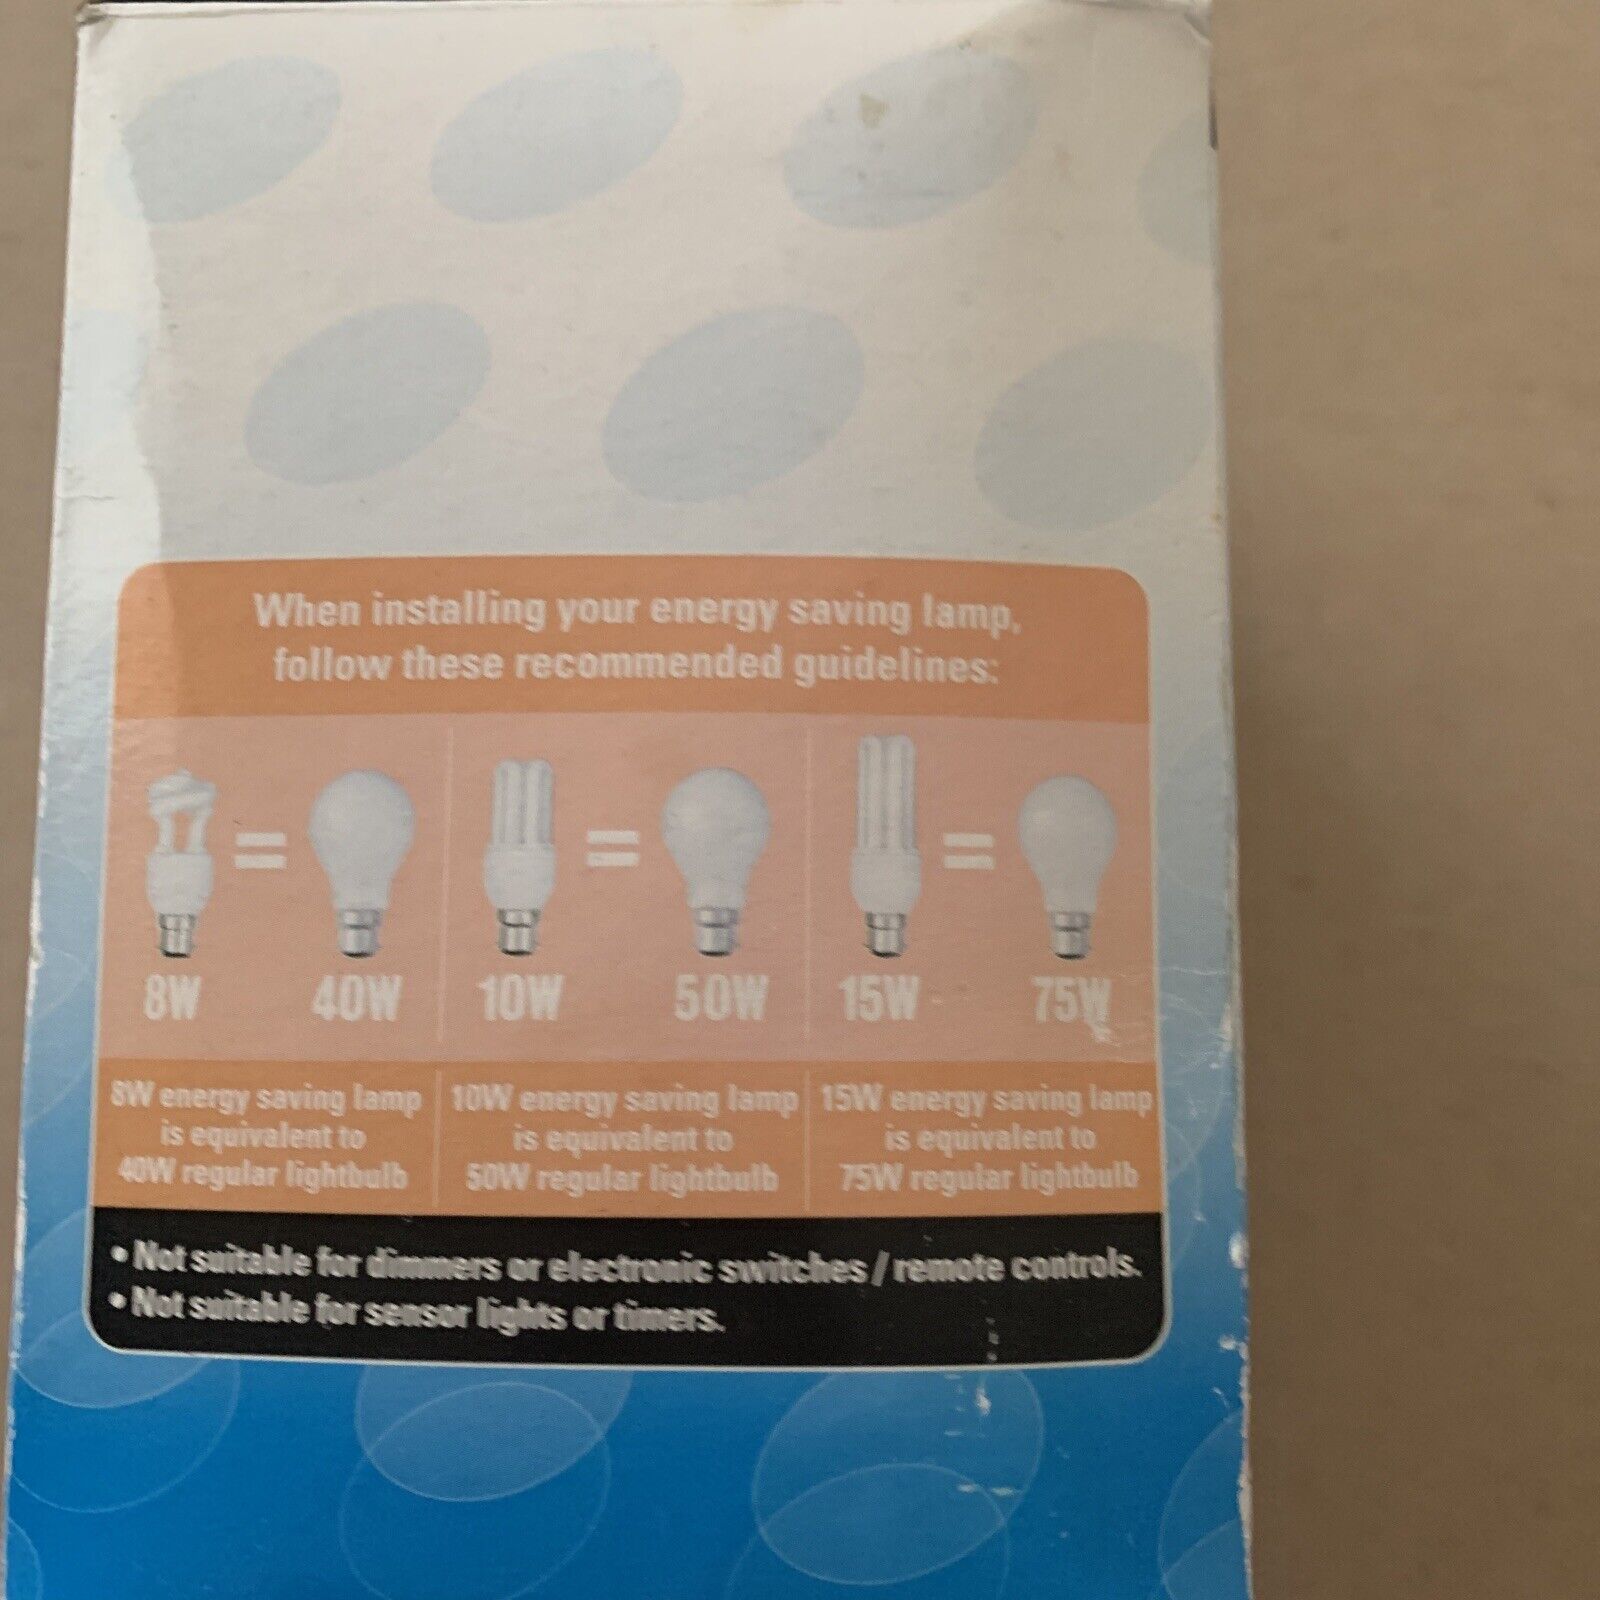 When installing your energy saving lamp,
follow these recommended guidelines:
8W = 40W 10W = 50W 15W = 75W
8W energy saving lamp
is equivalent to
40W regular lightbulb
10W energy saving lamp
is equivalent to
50W regular lightbulb
15W energy saving lamp
is equivalent to
75W regular lightbulb
• Not suitable for dimmers or electronic switches / remote controls.
• Not suitable for sensor lights or timers.